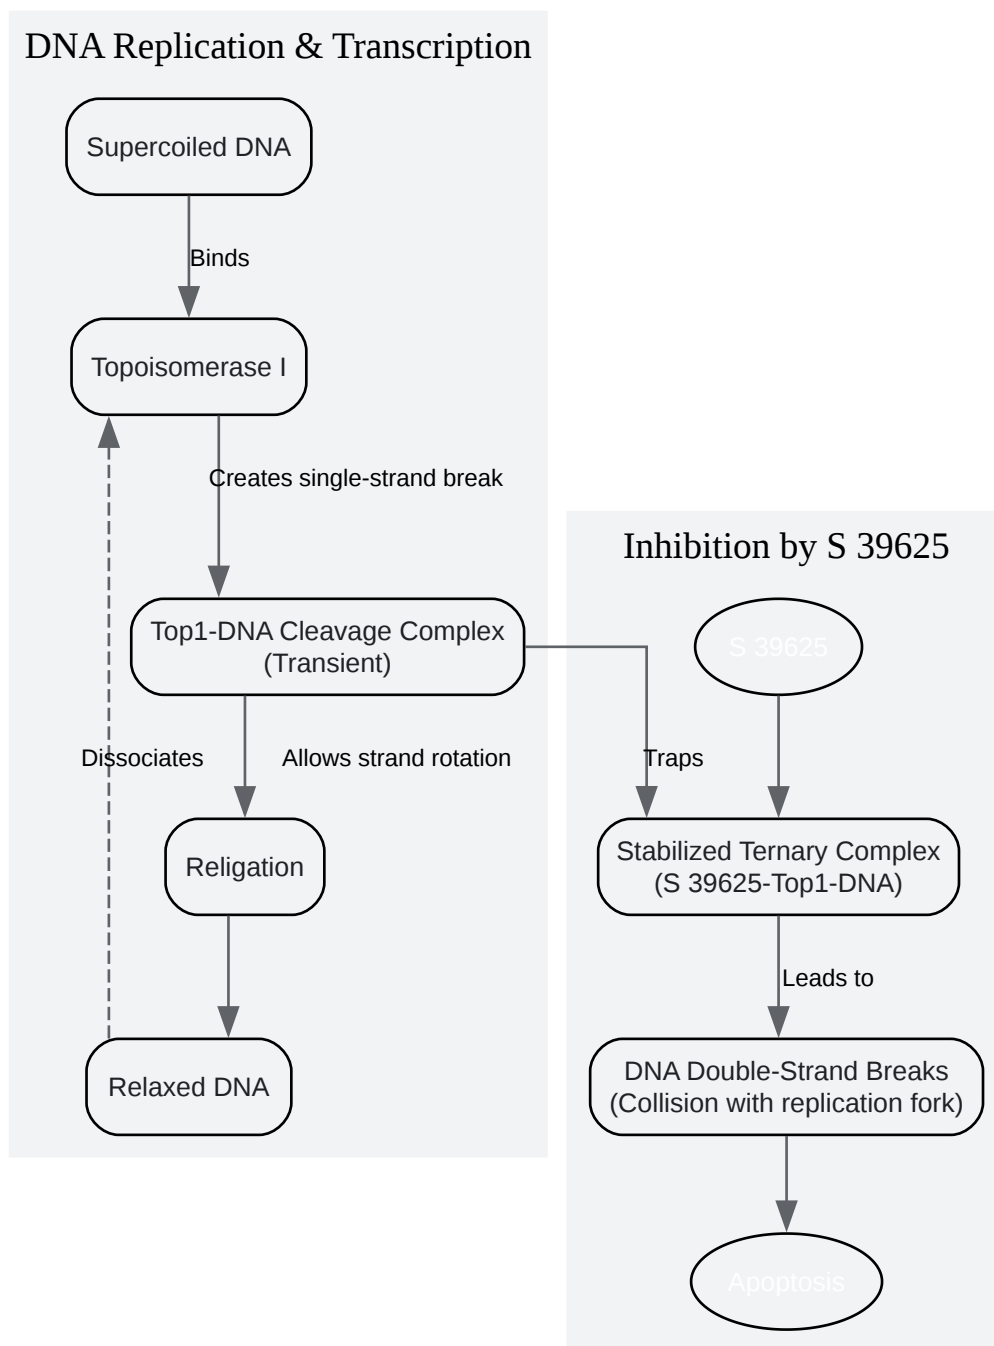 DNA Replication & Transcription
Supercoiled DNA
Binds
Topoisomerase I
Creates single-strand break
Top1-DNA Cleavage Complex
(Transient)
Dissociates
Allows strand rotation
Religation
Relaxed DNA
Inhibition by S 39625
S 39625
Traps
Stabilized Ternary Complex
(S 39625-Top1-DNA)
Leads to
DNA Double-Strand Breaks
(Collision with replication fork)
Apoptosis